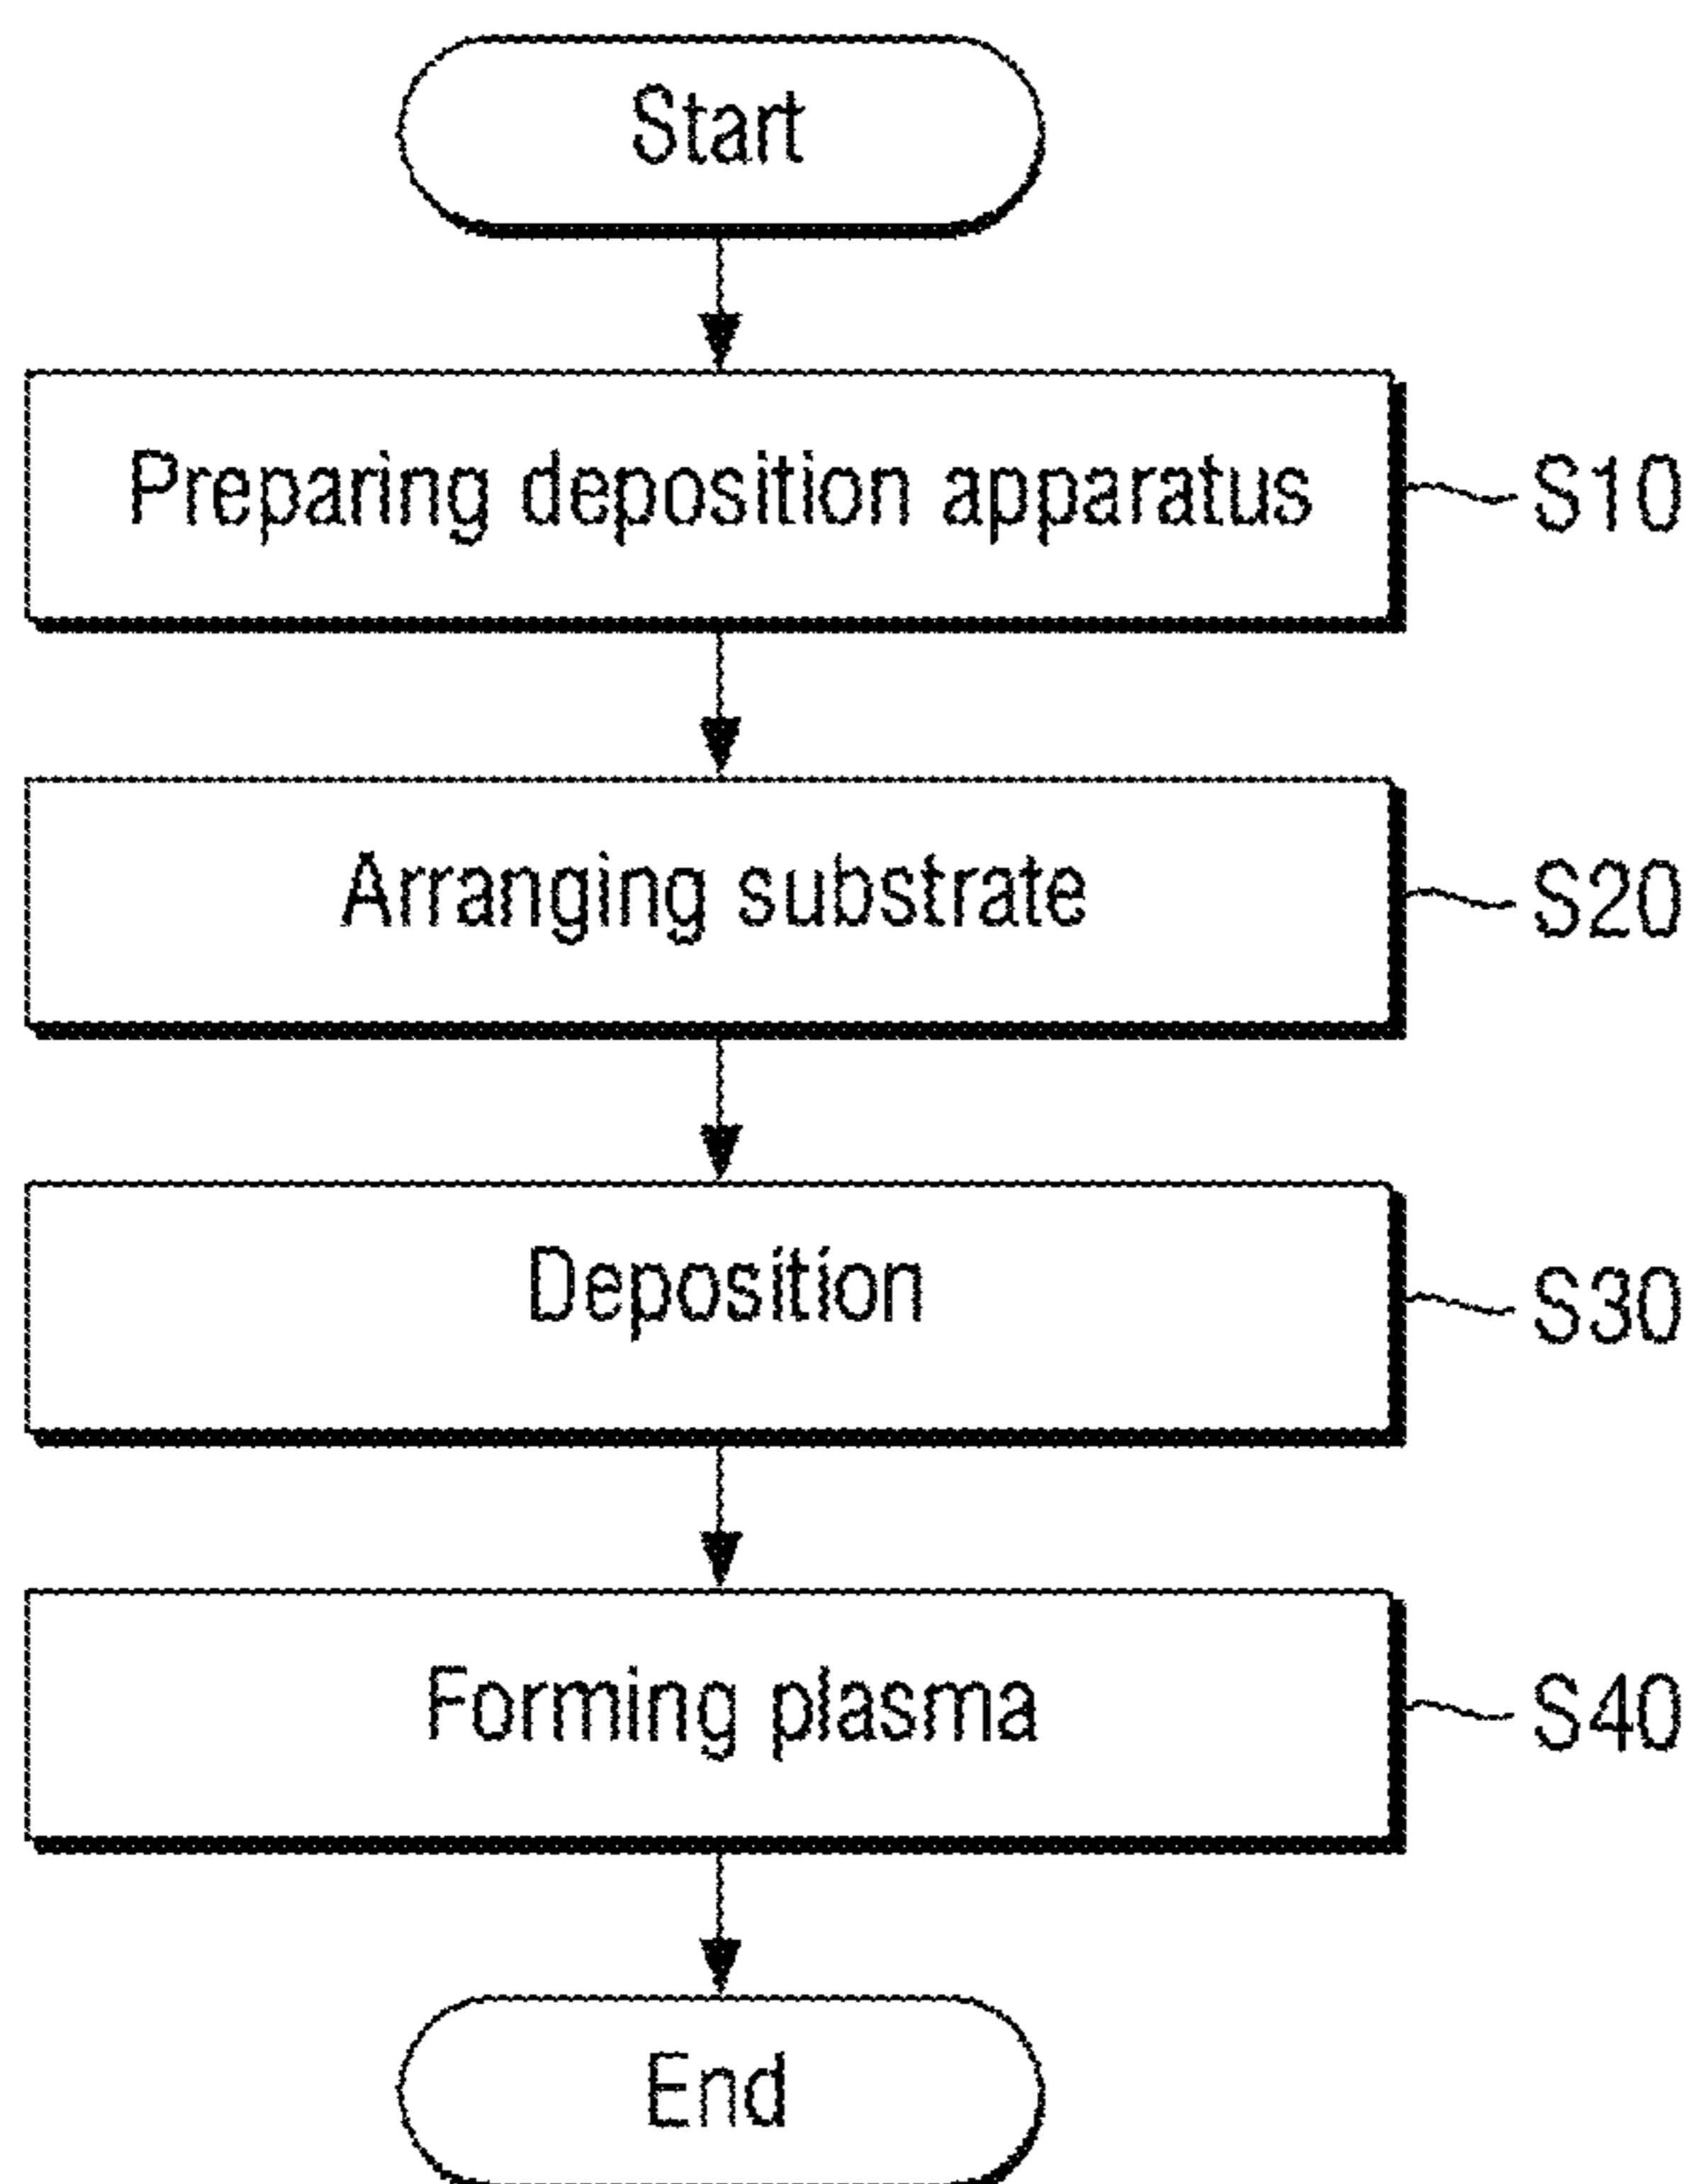 Start
Preparing deposition apparatus
S10
Arranging substrate
S20
Deposition
S30
Forming plasma
S40
End